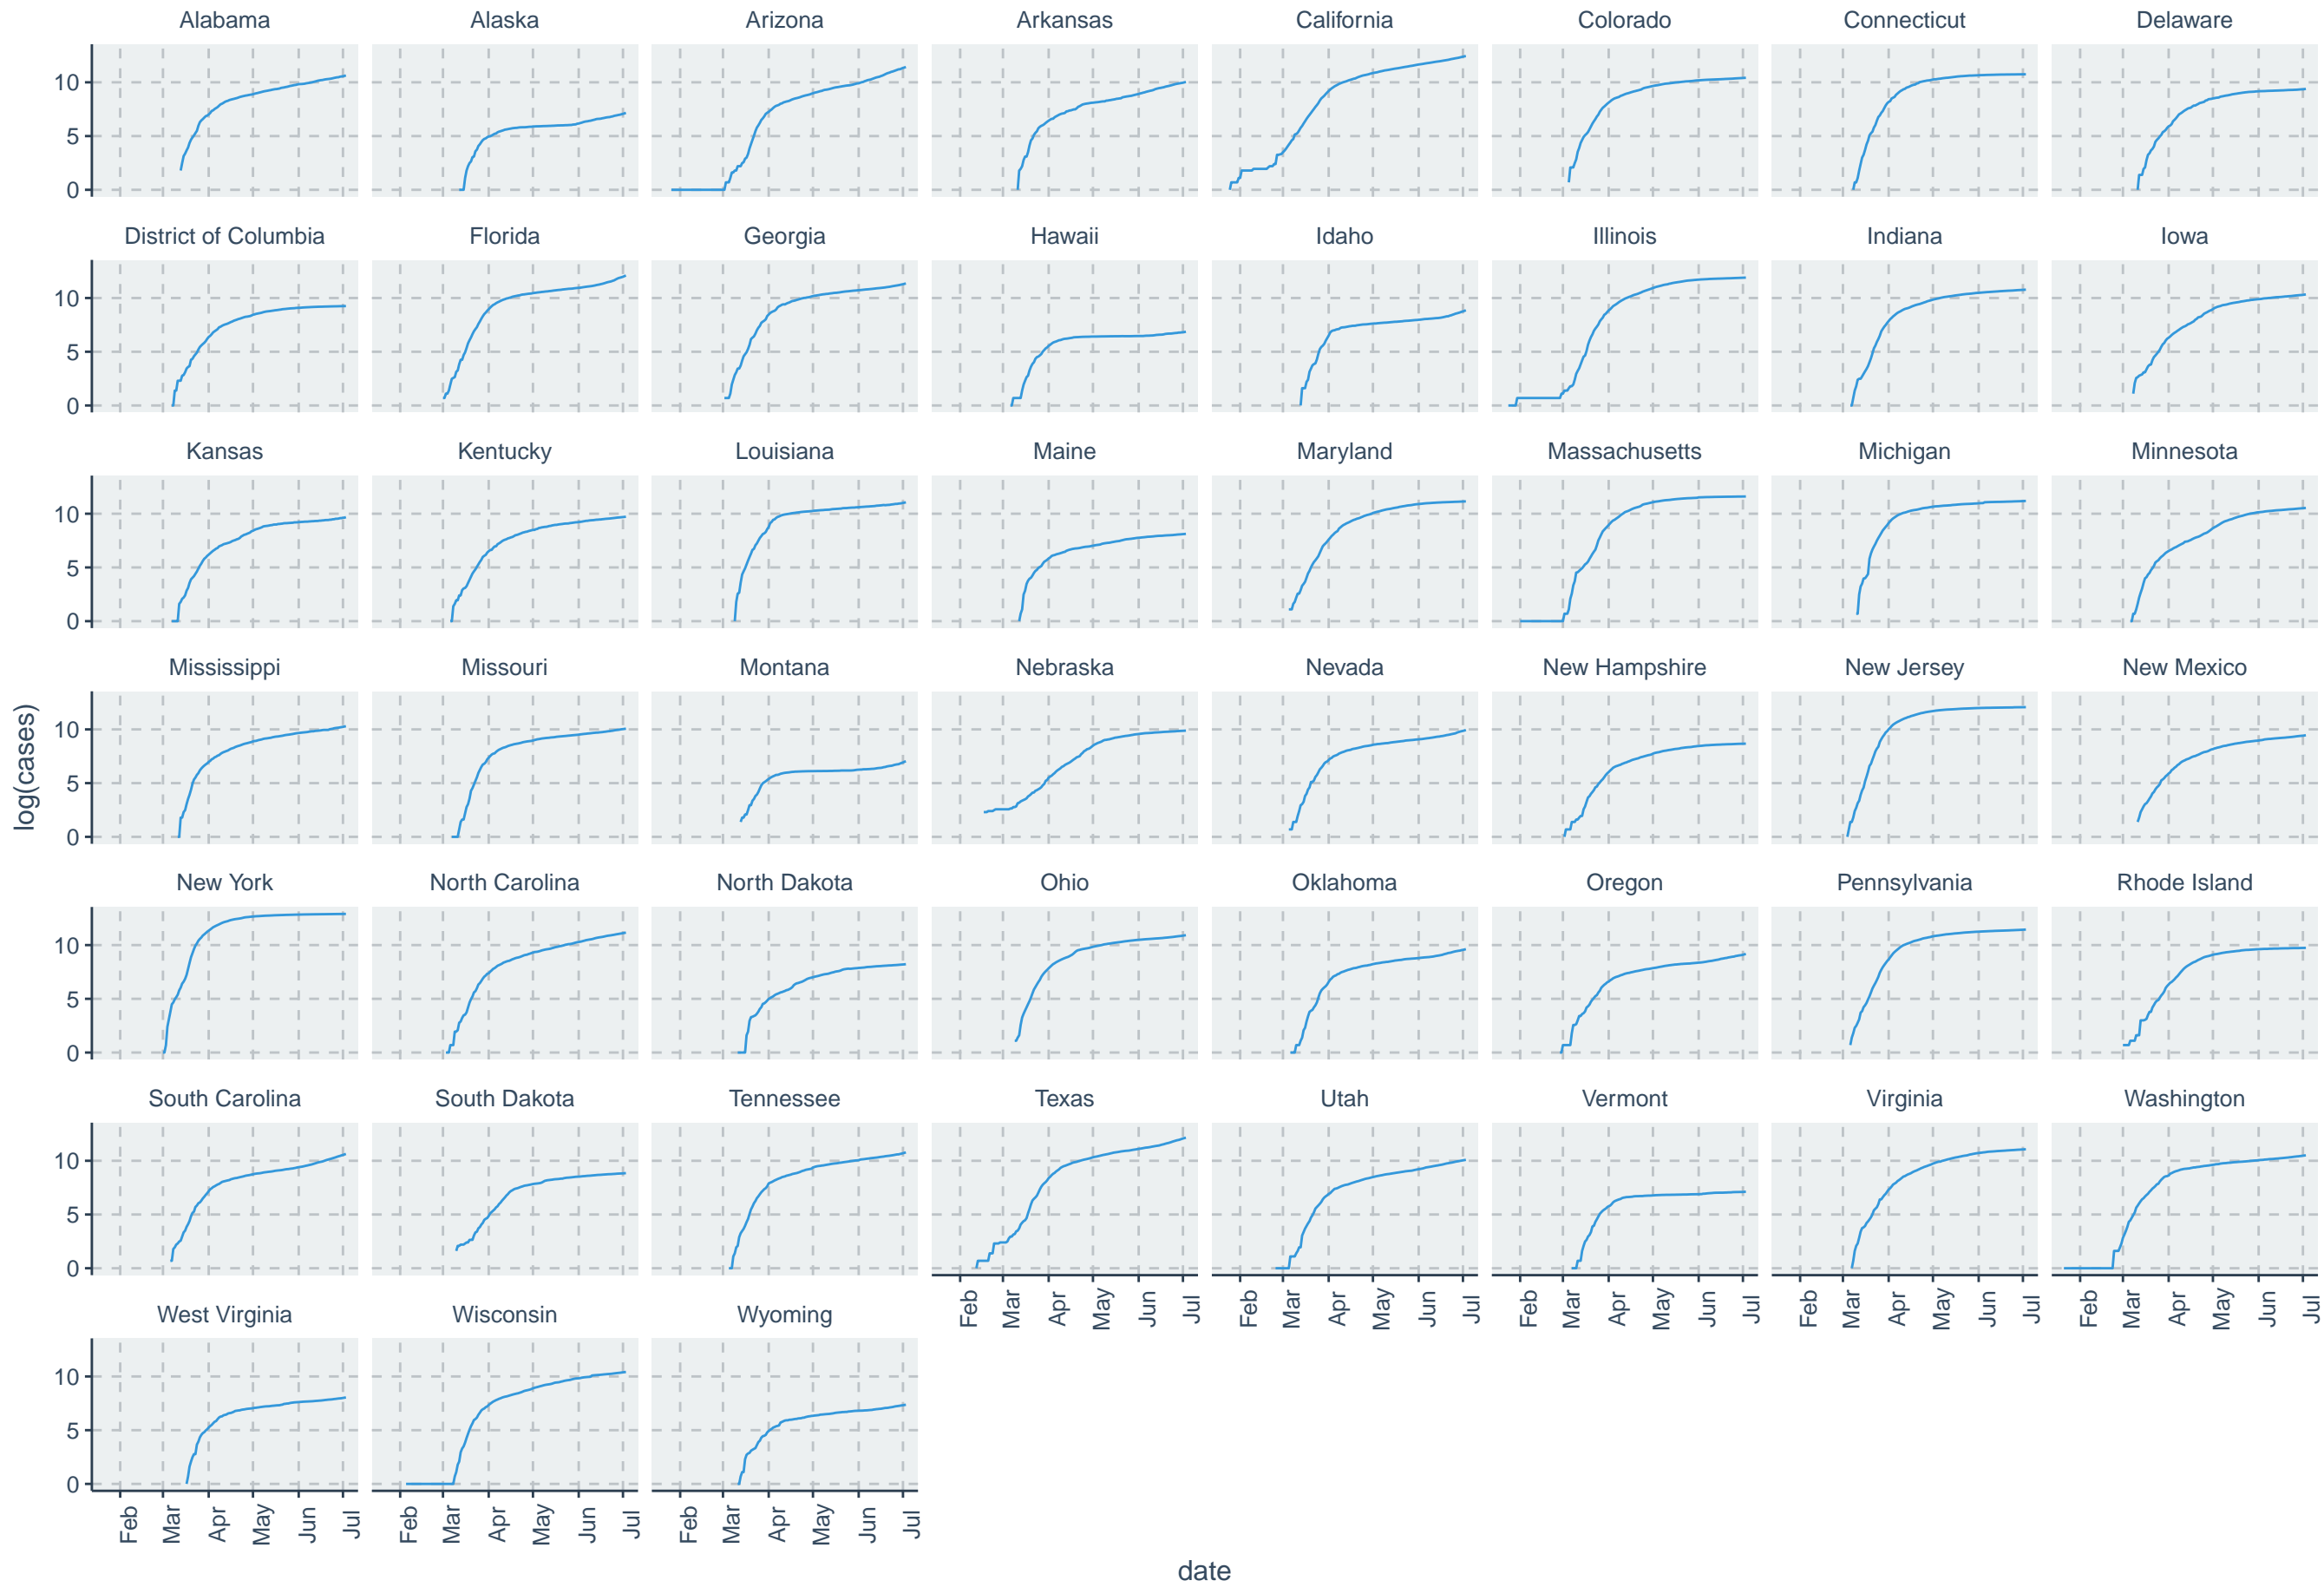 Alabama Alaska Arizona Arkansas California Colorado Connecticut Delaware
10
5
0
District of Columbia Florida Georgia Hawaii Idaho Illinois Indiana Iowa
10
5
0
Kansas Kentucky Louisiana Maine Maryland Massachusetts Michigan Minnesota
10
5
0
Mississippi Missouri Montana Nebraska Nevada New Hampshire New Jersey New Mexico
10
5
0
log(cases)
New York North Carolina North Dakota Ohio Oklahoma Oregon Pennsylvania Rhode Island
10
5
0
South Carolina South Dakota Tennessee Texas Utah Vermont Virginia Washington
10
5
0
Feb Mar Apr May Jun Jul Feb Mar Apr May Jun Jul Feb Mar Apr May Jun Jul Feb Mar Apr May Jun Jul Feb Mar Apr May Jun Jul
West Virginia Wisconsin Wyoming
10
5
0
Feb Mar Apr May Jun Jul Feb Mar Apr May Jun Jul Feb Mar Apr May Jun Jul
date